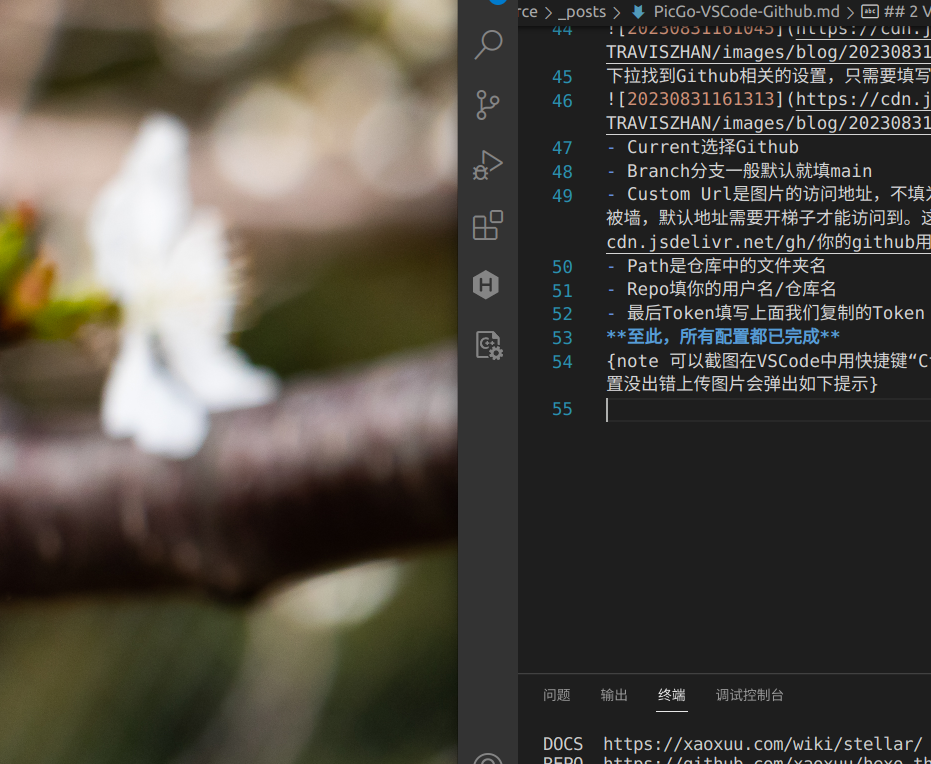 rce > _posts > PicGo-VSCode-Github.md > abc ## 2 V
44 ![20230831161045](https://cdn.j
TRAVISZHAN/images/blog/20230831
45 下拉找到Github相关的设置，只需要填写
46 ![20230831161313](https://cdn.j
TRAVISZHAN/images/blog/20230831
47 - Current选择Github
48 - Branch分支一般默认就填main
49 - Custom Url是图片的访问地址，不填为
被墙，默认地址需要开梯子才能访问到。这
cdn.jsdelivr.net/gh/你的github用
50 - Path是仓库中的文件夹名
51 - Repo填你的用户名/仓库名
52 - 最后Token填写上面我们复制的Token
53 **至此，所有配置都已完成**
54 {note 可以截图在VSCode中用快捷键“C
置没出错上传图片会弹出如下提示}
55
问题 输出 终端 调试控制台
DOCS https://xaoxuu.com/wiki/stellar/
REPO https://github.com/xaoxuu/hexo-th